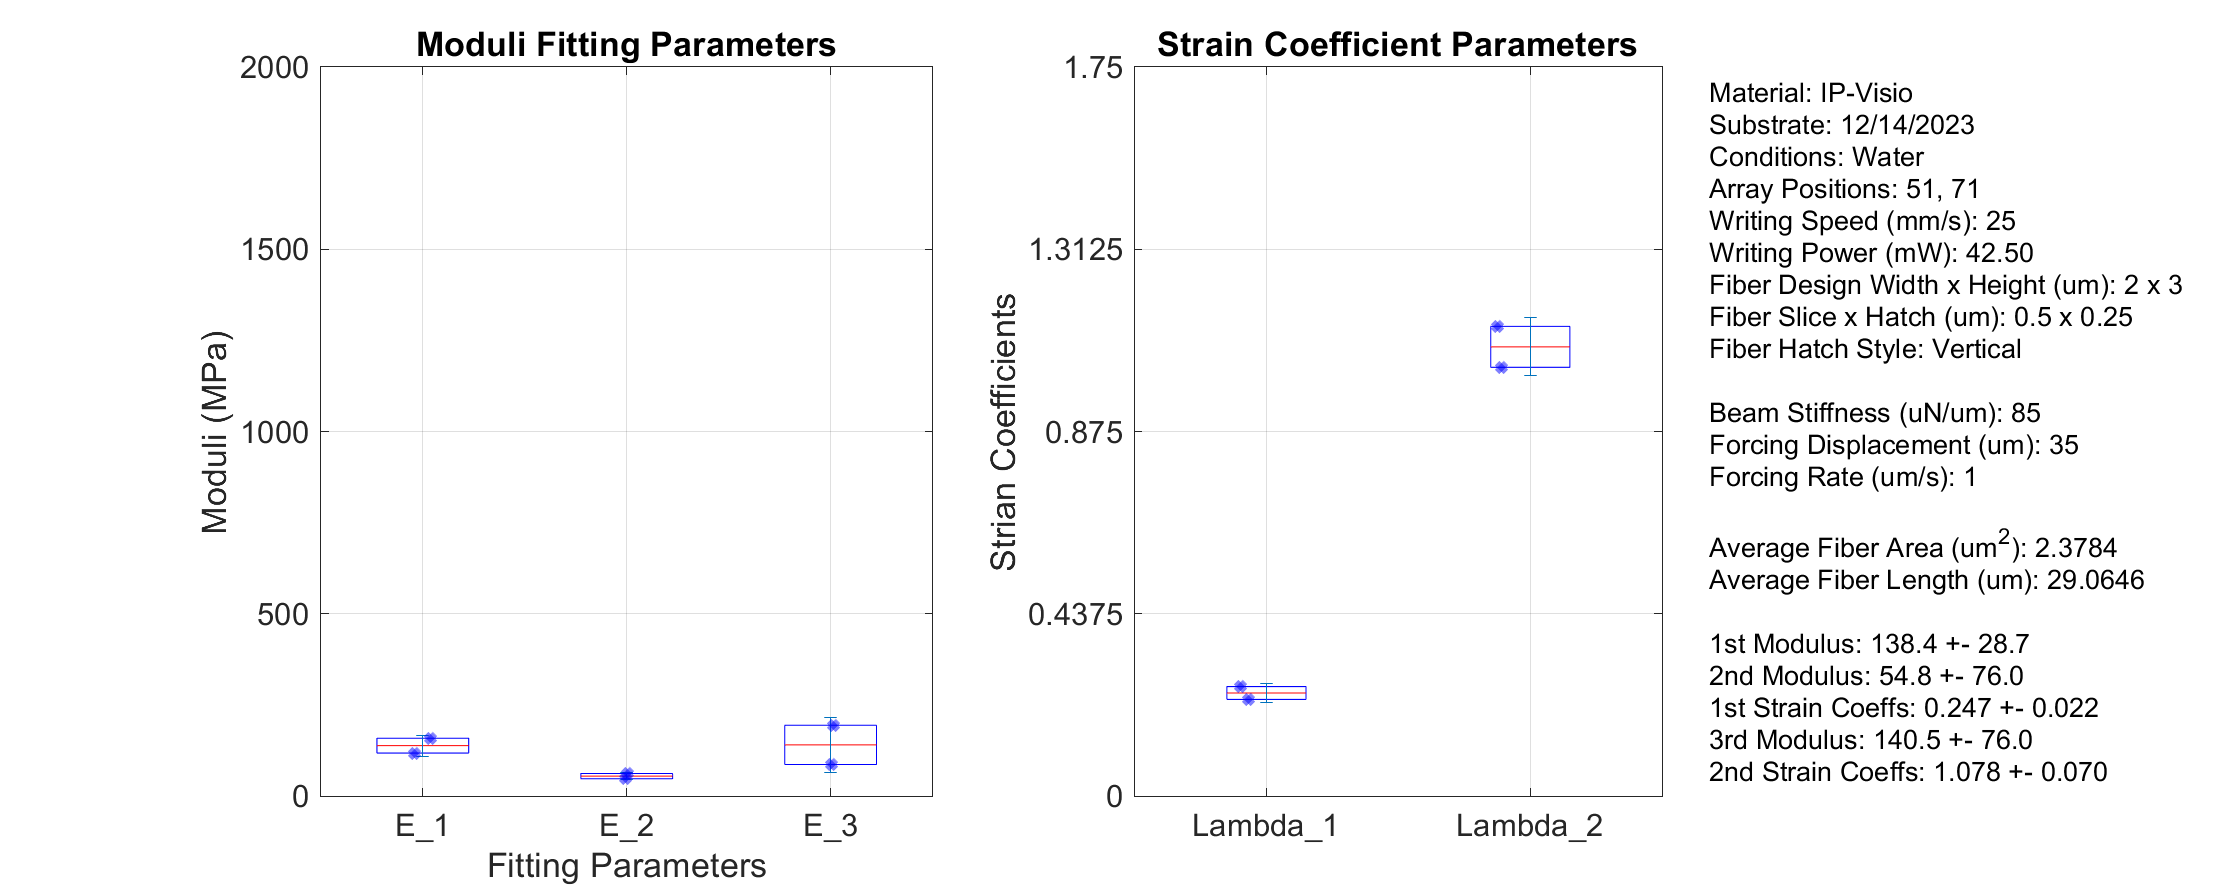 Moduli Fitting Parameters
2000
1500
1000
500
0
Moduli (MPa)
E_1
E_2
E_3
Fitting Parameters
Strain Coefficient Parameters
1.75
1.3125
0.875
0.4375
0
Strian Coefficients
Lambda_1
Lambda_2
Material: IP-Visio
Substrate: 12/14/2023
Conditions: Water
Array Positions: 51, 71
Writing Speed (mm/s): 25
Writing Power (mW): 42.50
Fiber Design Width x Height (um): 2 x 3
Fiber Slice x Hatch (um): 0.5 x 0.25
Fiber Hatch Style: Vertical
Beam Stiffness (uN/um): 85
Forcing Displacement (um): 35
Forcing Rate (um/s): 1
Average Fiber Area (um²): 2.3784
Average Fiber Length (um): 29.0646
1st Modulus: 138.4 +- 28.7
2nd Modulus: 54.8 +- 76.0
1st Strain Coeffs: 0.247 +- 0.022
3rd Modulus: 140.5 +- 76.0
2nd Strain Coeffs: 1.078 +- 0.070